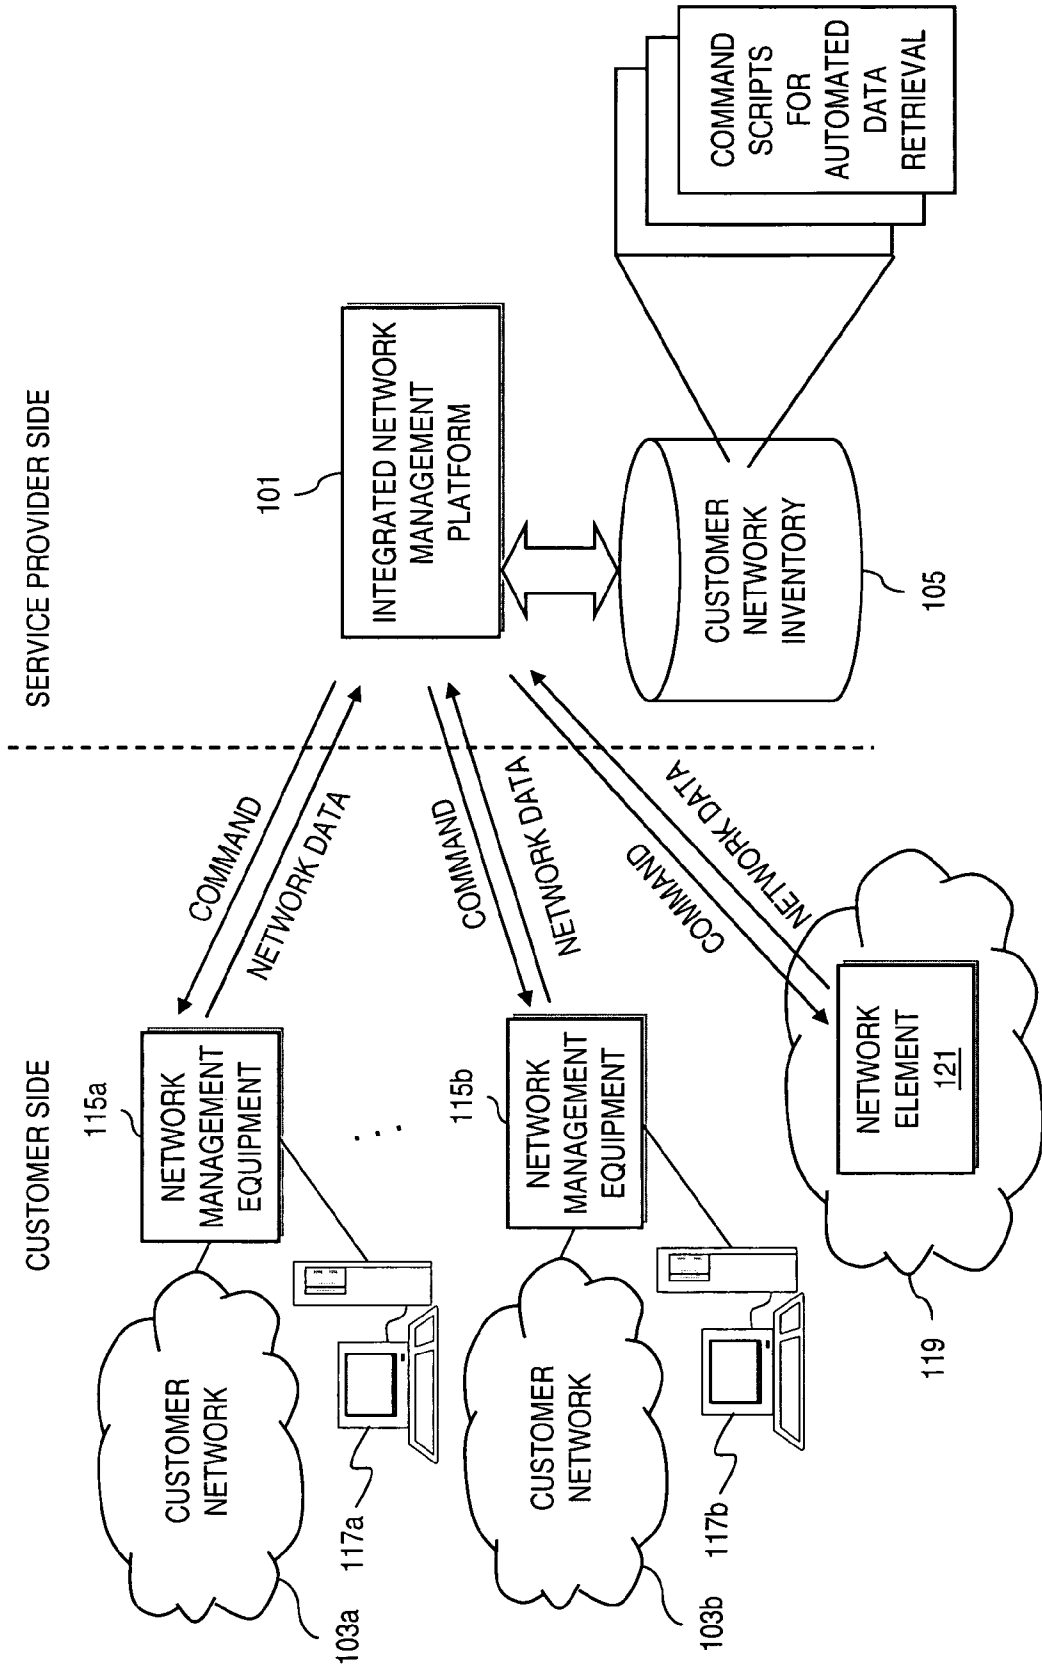 CUSTOMER SIDE
SERVICE PROVIDER SIDE
103a
CUSTOMER
NETWORK
117a
115a
NETWORK
MANAGEMENT
EQUIPMENT
COMMAND
NETWORK DATA
101
INTEGRATED NETWORK
MANAGEMENT
PLATFORM
. . .
103b
CUSTOMER
NETWORK
117b
115b
NETWORK
MANAGEMENT
EQUIPMENT
COMMAND
NETWORK DATA
119
NETWORK
ELEMENT
121
COMMAND
NETWORK DATA
CUSTOMER
NETWORK
INVENTORY
105
COMMAND
SCRIPTS
FOR
AUTOMATED
DATA
RETRIEVAL